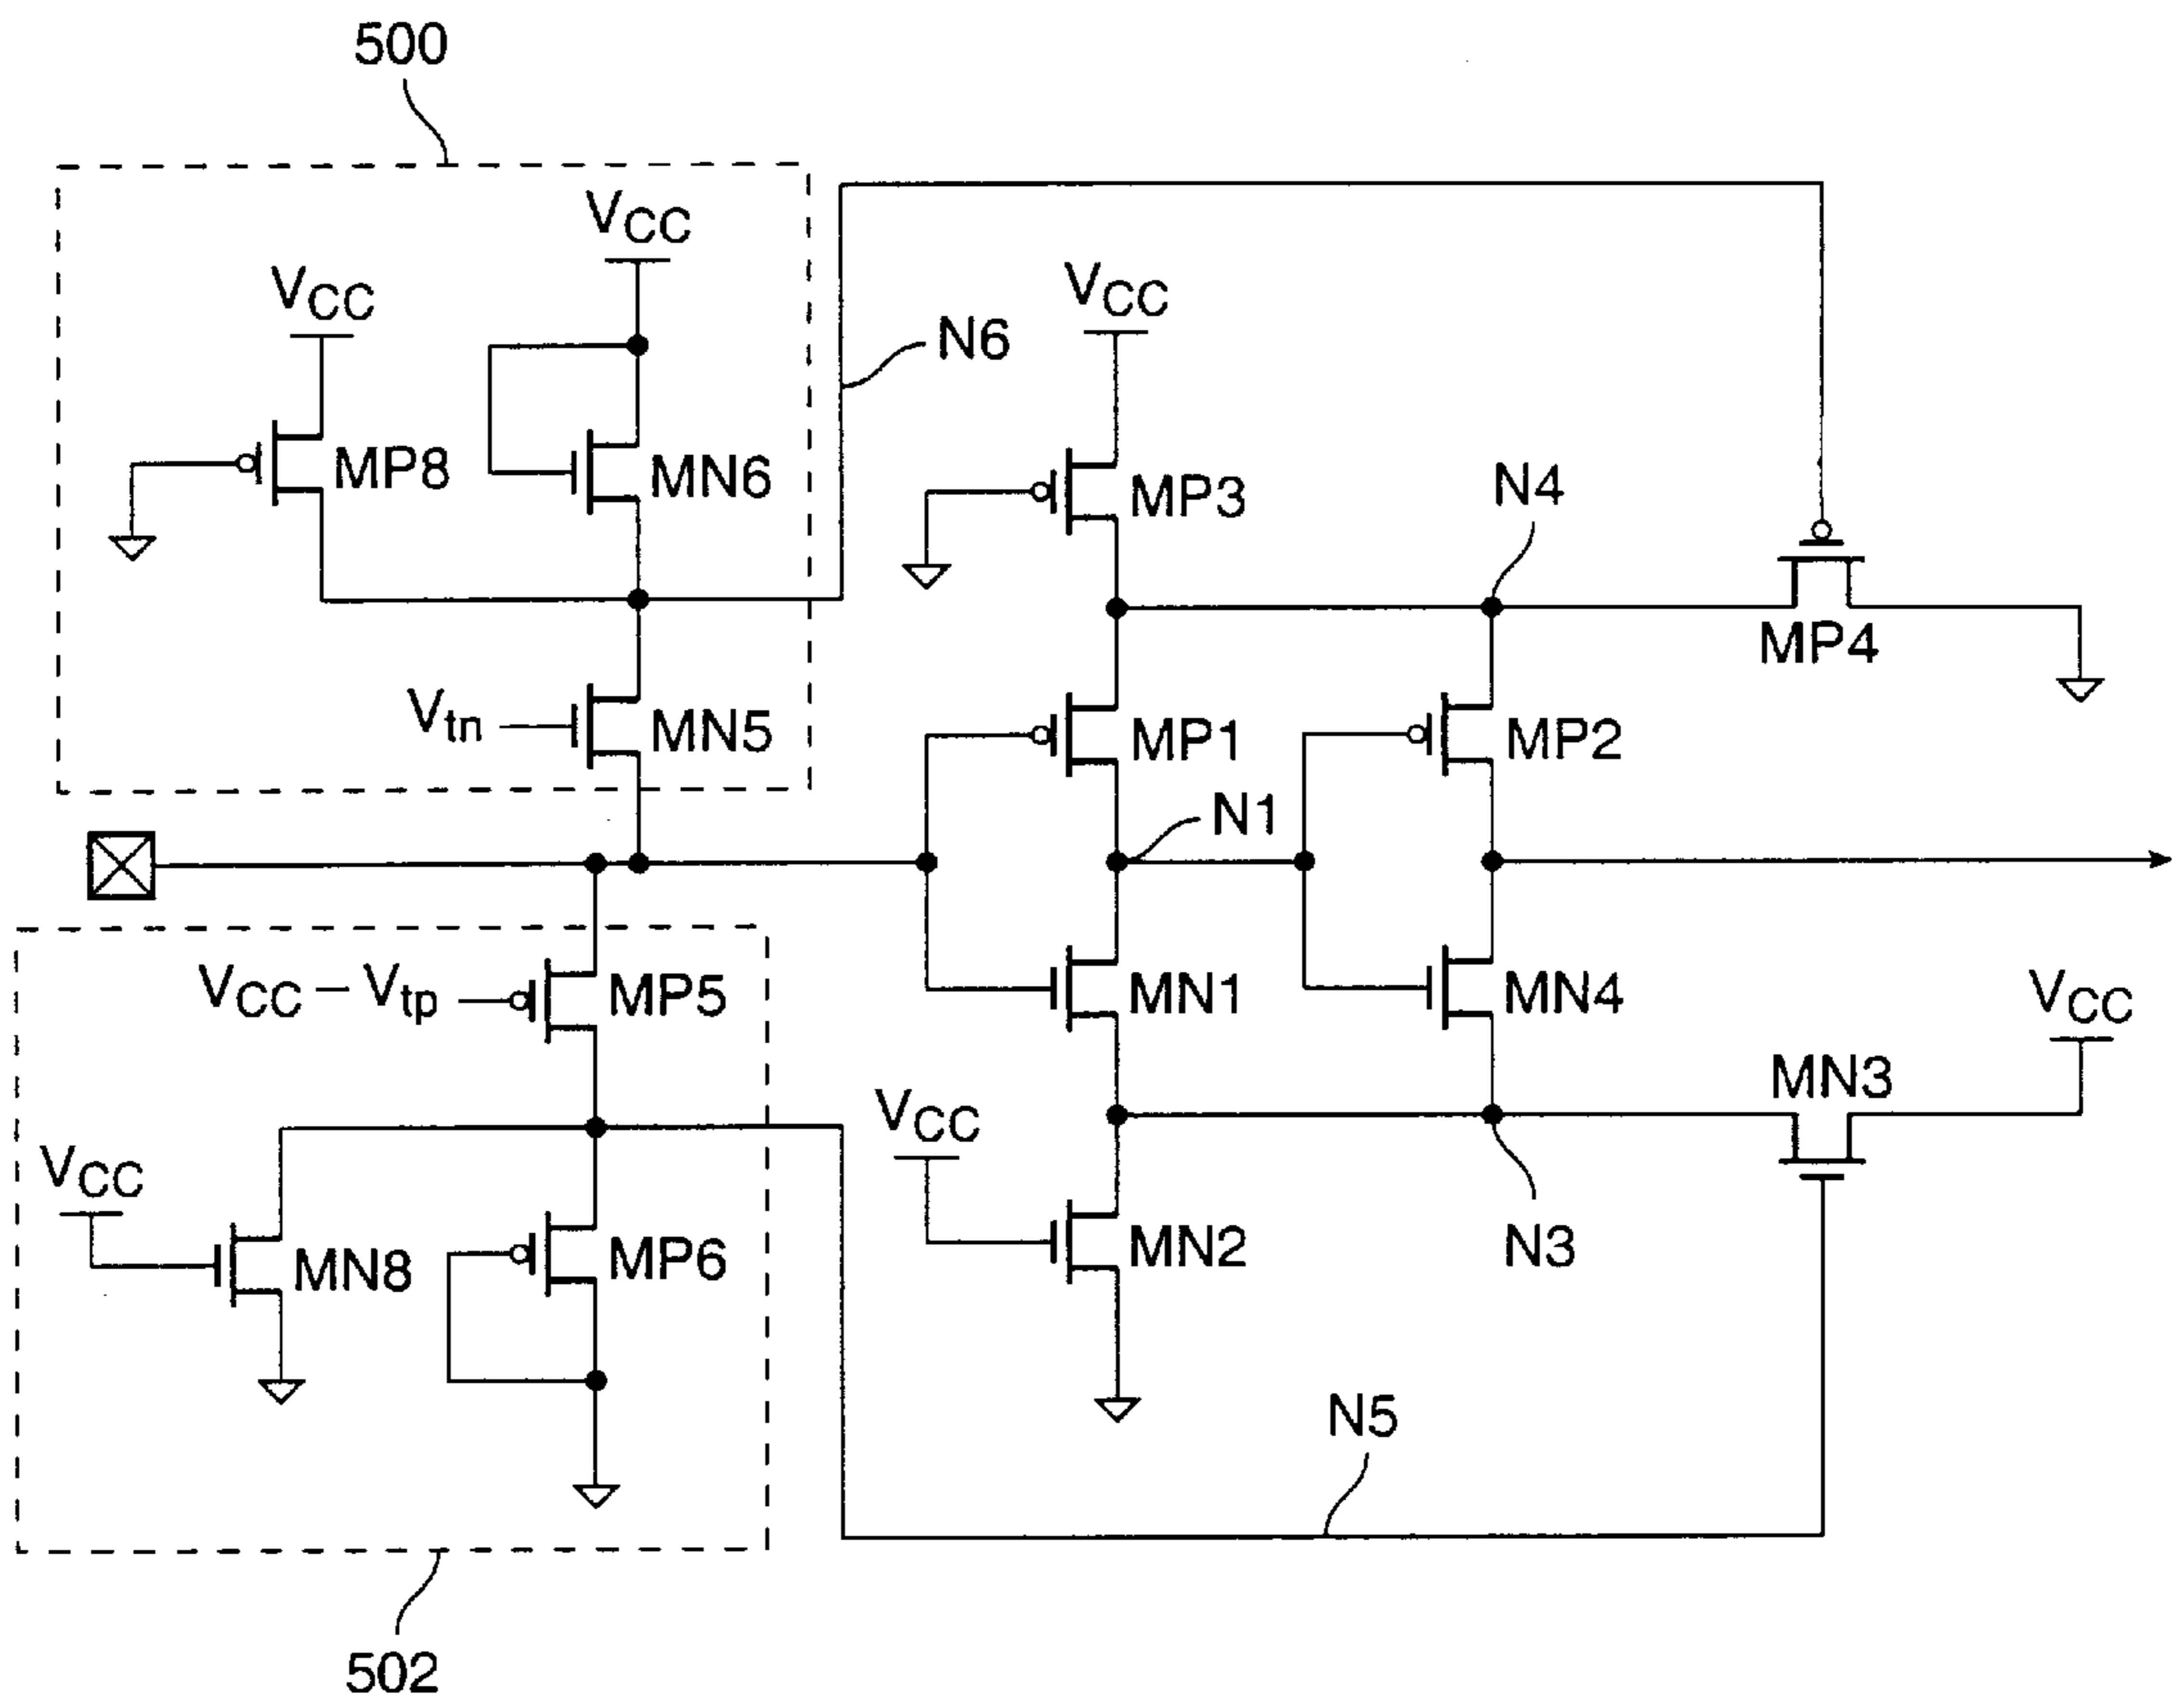 500
VCC
VCC
VCC
N6
MP8
MN6
MP3
N4
MP4
Vtn
MN5
MP1
MP2
N1
VCC – Vtp
MP5
MN1
MN4
VCC
MN3
VCC
VCC
MN8
MP6
MN2
N3
N5
502